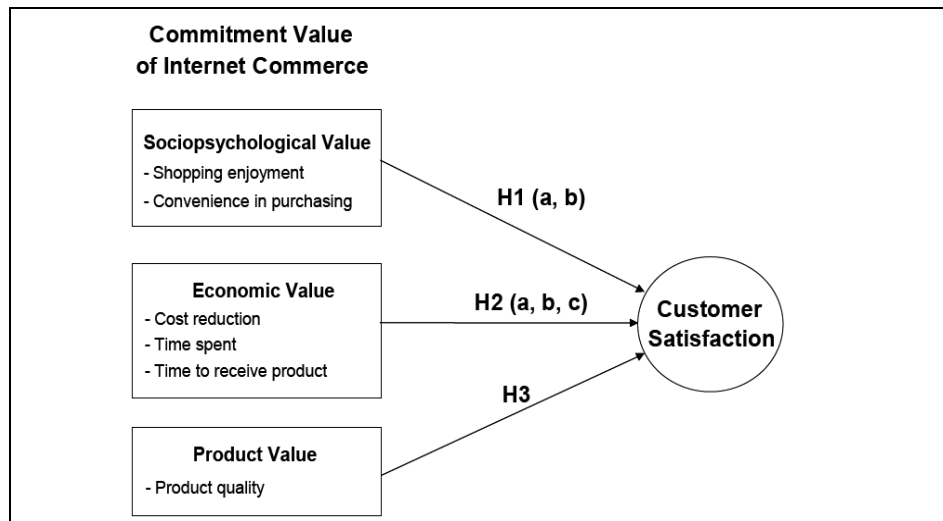 Commitment Value
of Internet Commerce
Sociopsychological Value
- Shopping enjoyment
- Convenience in purchasing
H1 (a, b)
Economic Value
- Cost reduction
- Time spent
- Time to receive product
H2 (a, b, c)
Customer
Satisfaction
H3
Product Value
- Product quality